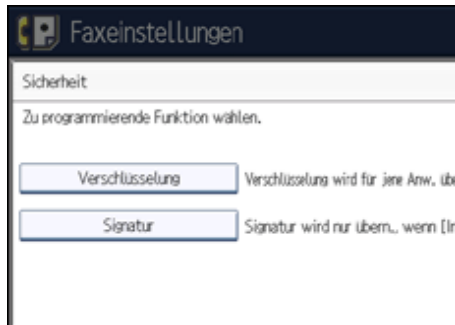 Faxeinstellungen
Sicherheit
Zu programmierende Funktion wählen.
Verschlüsselung Verschlüsselung wird für jene Anw. übe
Signatur Signatur wird nur übern., wenn [In